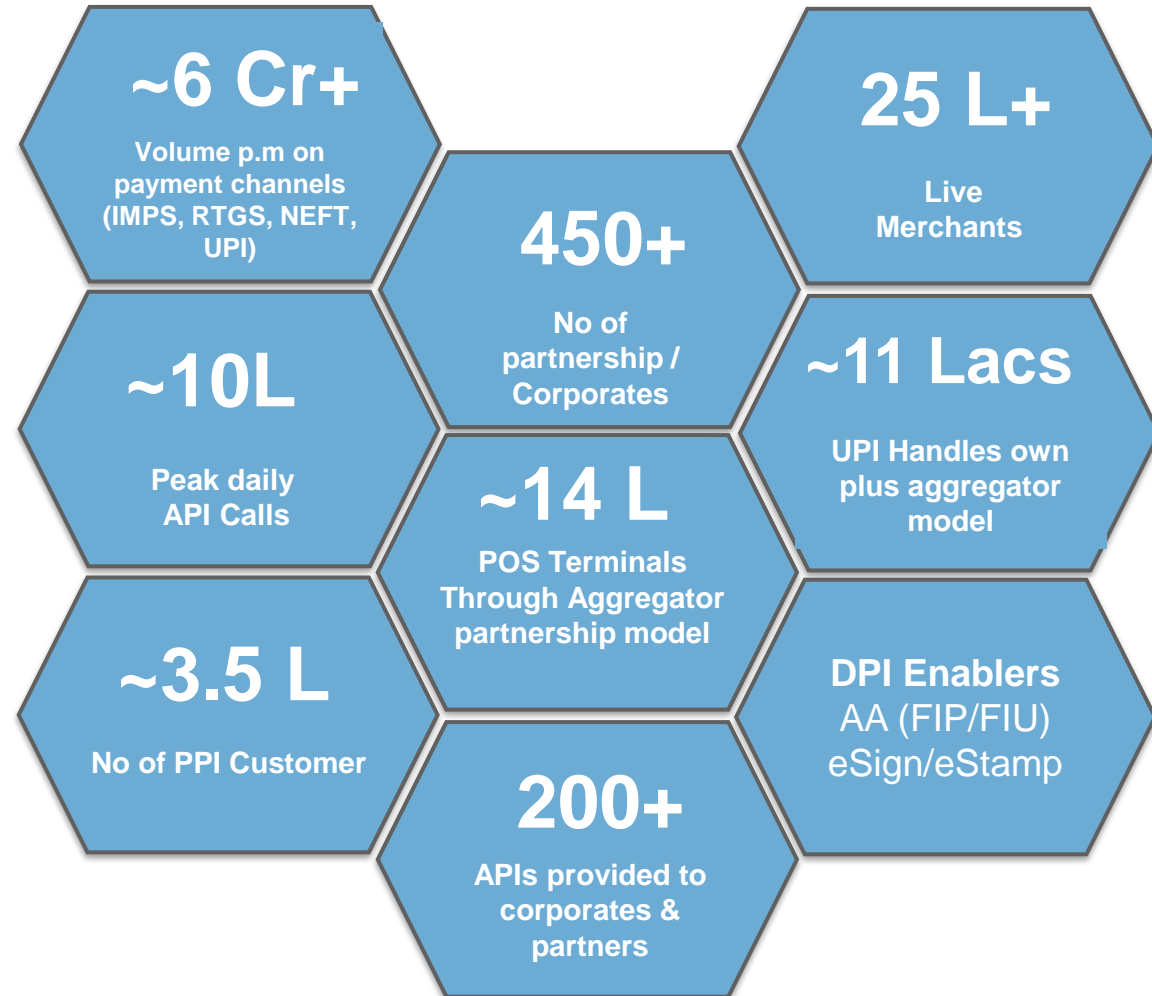 ~6 Cr+
Volume p.m on
payment channels
(IMPS, RTGS, NEFT,
UPI)
25 L+
Live
Merchants
450+
No of
partnership /
Corporates
~10L
Peak daily
API Calls
~11 Lacs
UPI Handles own
plus aggregator
model
~14 L
POS Terminals
Through Aggregator
partnership model
~3.5 L
No of PPI Customer
DPI Enablers
AA (FIP/FIU)
eSign/eStamp
200+
APIs provided to
corporates &
partners